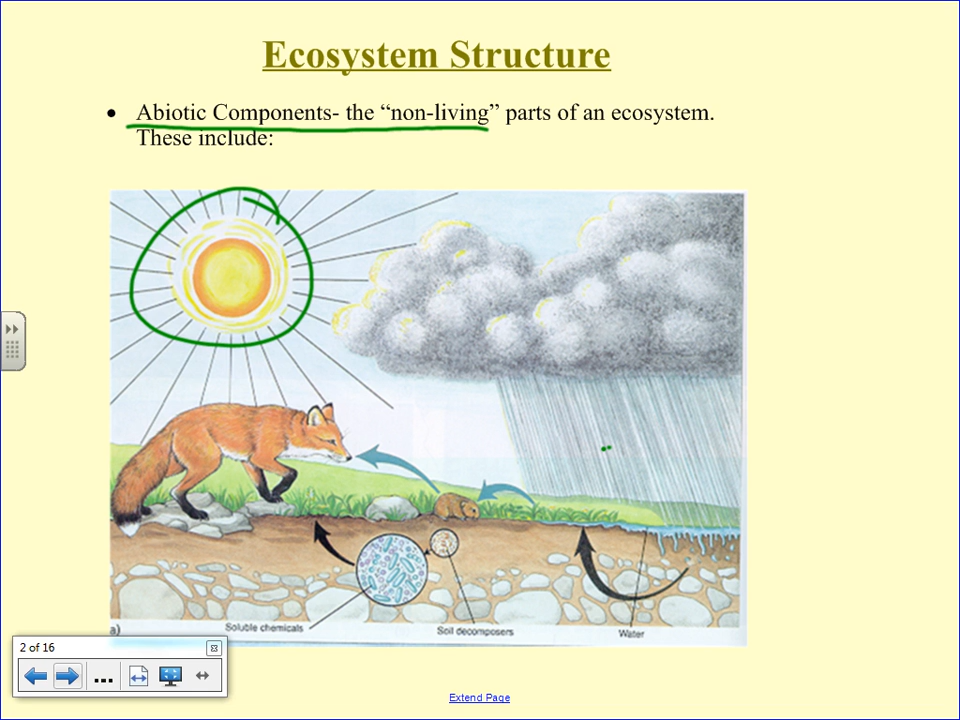 Ecosystem Structure
• Abiotic Components- the “non-living” parts of an ecosystem.
These include:
a)
Soluble chemicals
Soil decomposers
Water
2 of 16
...
Extend Page